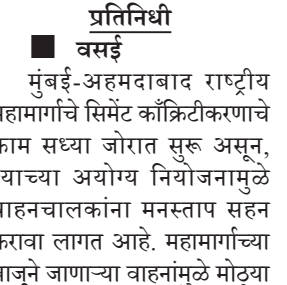 प्रतिनिधी
■ वसई
मुंबई-अहमदाबाद राष्ट्रीय
महामार्गाचे सिमेंट काँक्रिटीकरणाचे
काम सध्या जोरात सुरू असून,
याच्या अयोग्य नियोजनामुळे
वाहनचालकांना मनस्ताप सहन
करावा लागत आहे. महामार्गाच्या
बाजूने जाणाऱ्या वाहनांमुळे मोठ्या